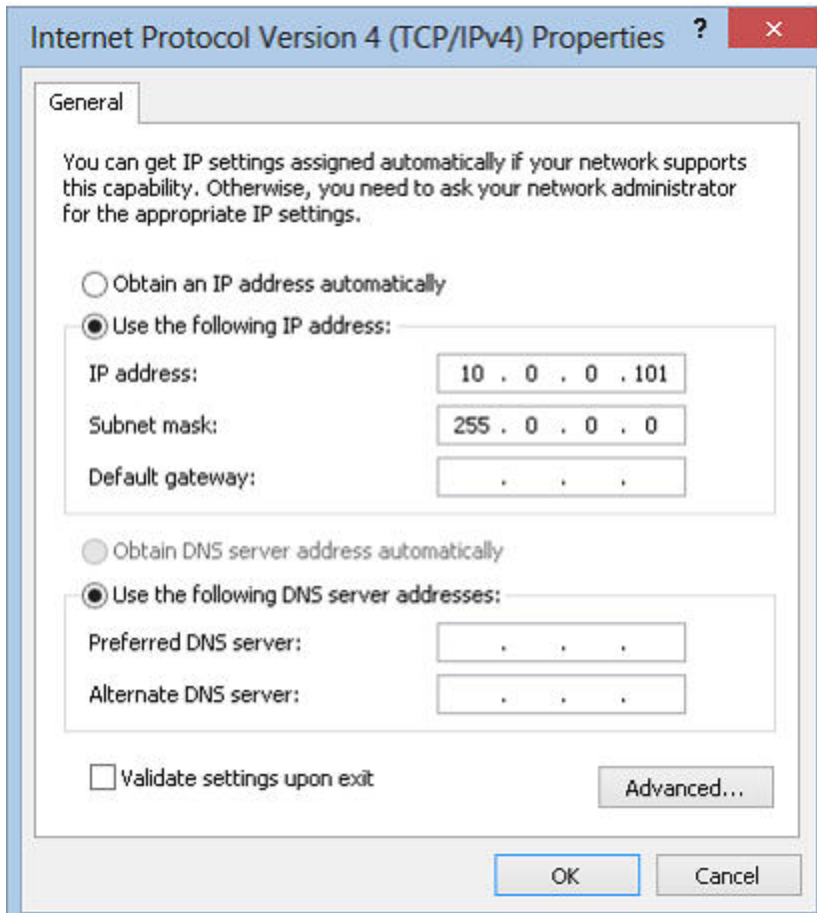 Internet Protocol Version 4 (TCP/IPv4) Properties ?
General
You can get IP settings assigned automatically if your network supports
this capability. Otherwise, you need to ask your network administrator
for the appropriate IP settings.
Obtain an IP address automatically
Use the following IP address:
IP address: 10 . 0 . 0 . 101
Subnet mask: 255 . 0 . 0 . 0
Default gateway: . . .
Obtain DNS server address automatically
Use the following DNS server addresses:
Preferred DNS server: . . .
Alternate DNS server: . . .
Validate settings upon exit
Advanced...
OK Cancel